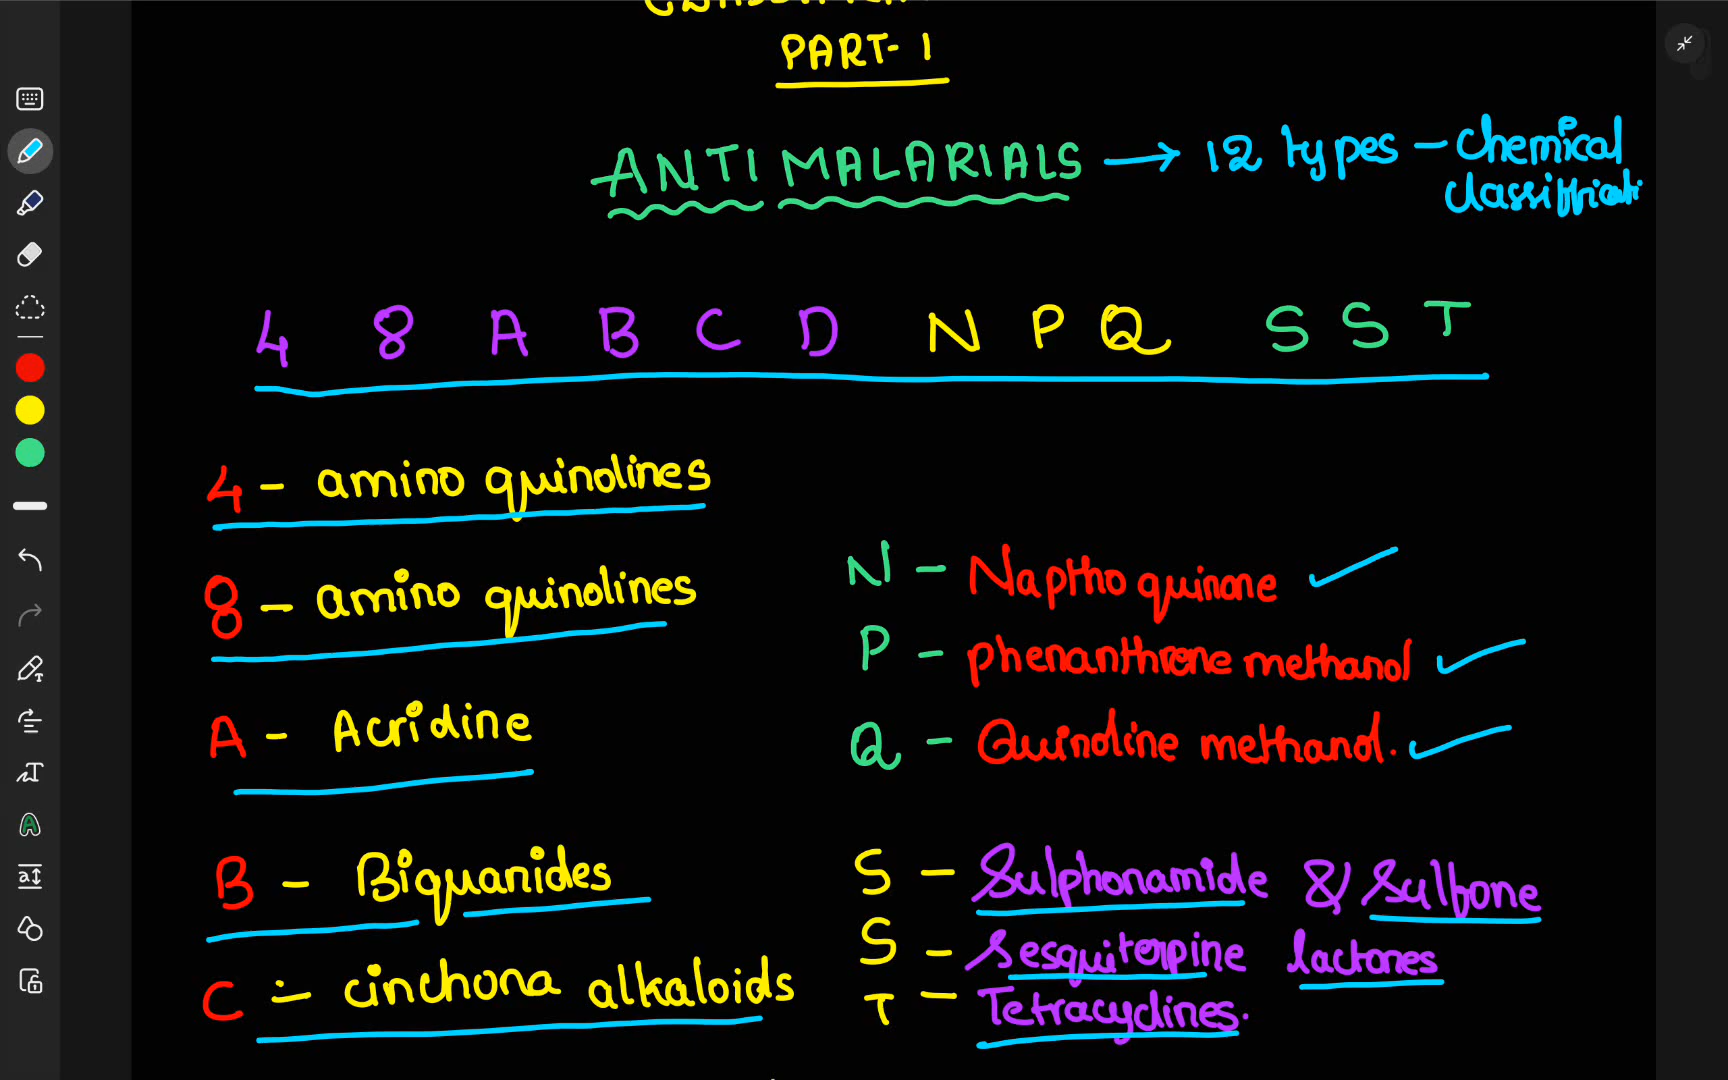 PART- 1
ANTI MALARIALS → 12 types - Chemical
4 8 A B C D N P Q S S T
4 - amino quinolines
8 - amino quinolines
A - Acridine
B - Biguanides
C - cinchona alkaloids
N - Naptho quinone ✓
P - phenanthrene methanol ✓
Q - Quinoline methanol. ✓
S - Sulphonamide & Sulfone
S - Sesquiterpine lactones
T - Tetracyclines.